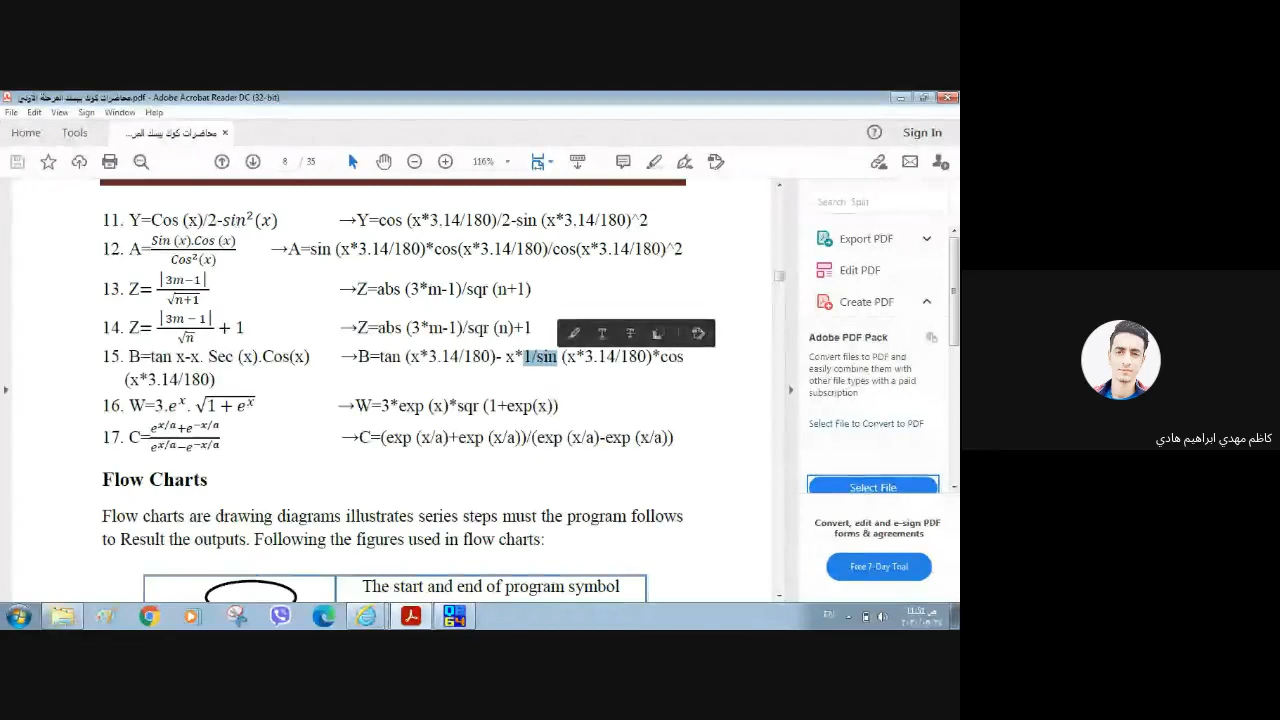 محاضرات كوك بيسك المرحلة الاولى.pdf - Adobe Acrobat Reader DC (32-bit)
File Edit View Sign Window Help
Home Tools محاضرات كوك بيسك الم... × Sign In
8 / 35 116%
11. Y=Cos (x)/2-sin²(x) →Y=cos (x*3.14/180)/2-sin (x*3.14/180)^2
12. A=Sin (x).Cos (x)/Cos²(x) →A=sin (x*3.14/180)*cos(x*3.14/180)/cos(x*3.14/180)^2
13. Z= |3m−1|/√n+1 →Z=abs (3*m-1)/sqr (n+1)
14. Z= |3m−1|/√n + 1 →Z=abs (3*m-1)/sqr (n)+1
15. B=tan x-x. Sec (x).Cos(x) →B=tan (x*3.14/180)- x*1/sin (x*3.14/180)*cos
(x*3.14/180)
16. W=3.eˣ. √1 + eˣ →W=3*exp (x)*sqr (1+exp(x))
17. C=e^x/a+e^−x/a / e^x/a−e^−x/a →C=(exp (x/a)+exp (x/a))/(exp (x/a)-exp (x/a))
Flow Charts
Flow charts are drawing diagrams illustrates series steps must the program follows
to Result the outputs. Following the figures used in flow charts:
The start and end of program symbol
Search 'Split'
Export PDF
Edit PDF
Create PDF
Adobe PDF Pack
Convert files to PDF and
easily combine them with
other file types with a paid
subscription
Select File to Convert to PDF
Select File
Convert, edit and e-sign PDF
forms & agreements
Free 7-Day Trial
EN
كاظم مهدي ابراهيم هادي